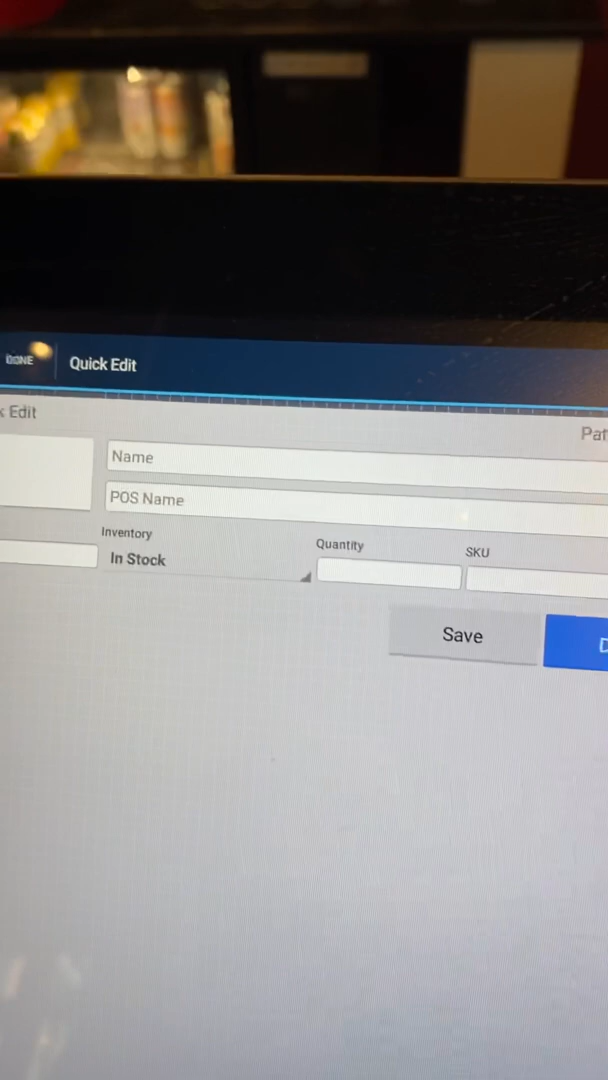 DONE Quick Edit
Edit
Name
POS Name
Inventory Quantity SKU
In Stock
Save